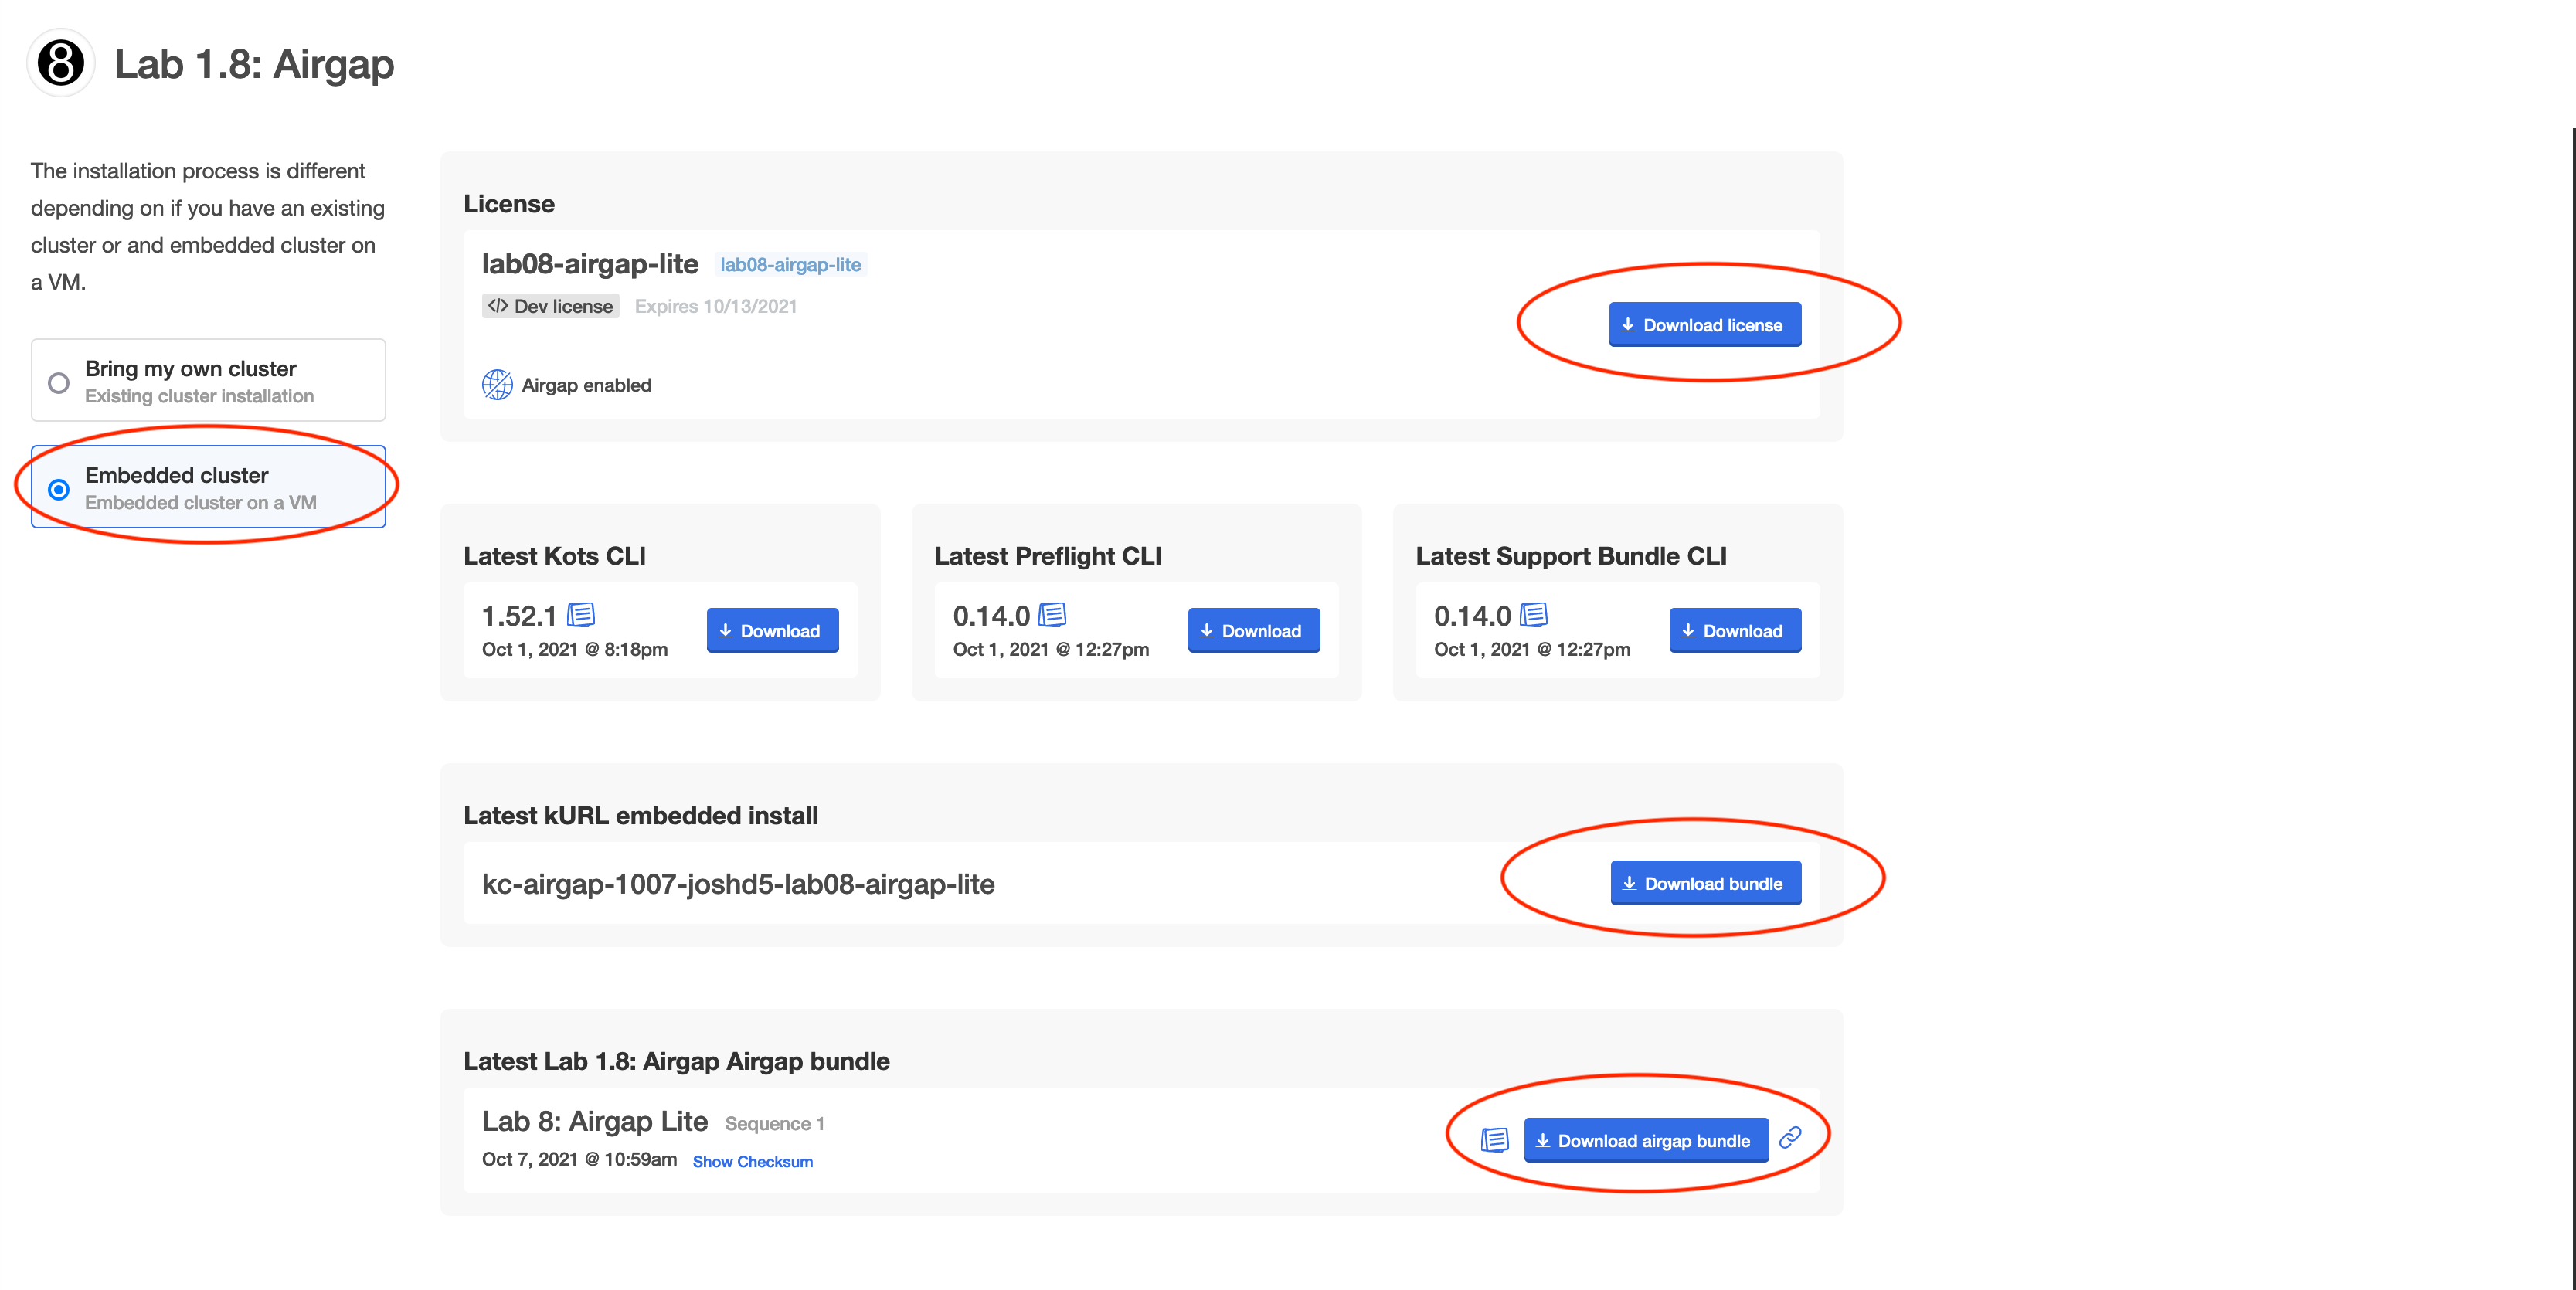 8
Lab 1.8: Airgap
The installation process is different
depending on if you have an existing
cluster or and embedded cluster on
a VM.
Bring my own cluster
Existing cluster installation
Embedded cluster
Embedded cluster on a VM
License
lab08-airgap-lite lab08-airgap-lite
</> Dev license Expires 10/13/2021
Airgap enabled
Download license
Latest Kots CLI
1.52.1
Oct 1, 2021 @ 8:18pm
Download
Latest Preflight CLI
0.14.0
Oct 1, 2021 @ 12:27pm
Download
Latest Support Bundle CLI
0.14.0
Oct 1, 2021 @ 12:27pm
Download
Latest kURL embedded install
kc-airgap-1007-joshd5-lab08-airgap-lite
Download bundle
Latest Lab 1.8: Airgap Airgap bundle
Lab 8: Airgap Lite Sequence 1
Oct 7, 2021 @ 10:59am Show Checksum
Download airgap bundle